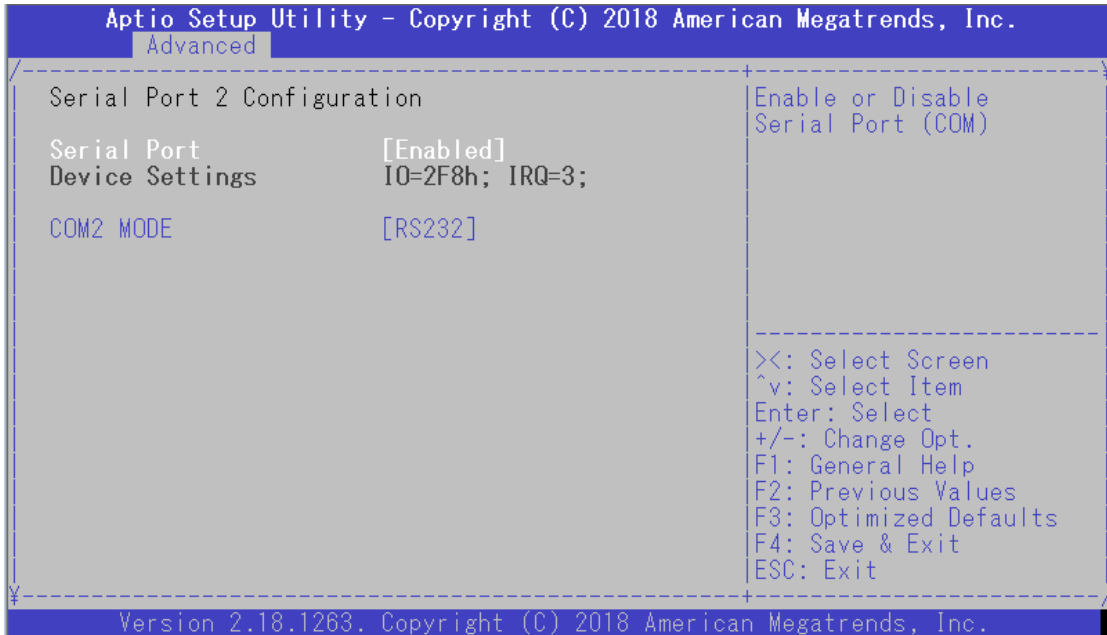 Aptio Setup Utility - Copyright (C) 2018 American Megatrends, Inc.
Advanced
Serial Port 2 Configuration
Serial Port [Enabled]
Device Settings IO=2F8h; IRQ=3;
COM2 MODE [RS232]
Enable or Disable
Serial Port (COM)
><: Select Screen
^v: Select Item
Enter: Select
+/-: Change Opt.
F1: General Help
F2: Previous Values
F3: Optimized Defaults
F4: Save & Exit
ESC: Exit
Version 2.18.1263. Copyright (C) 2018 American Megatrends, Inc.